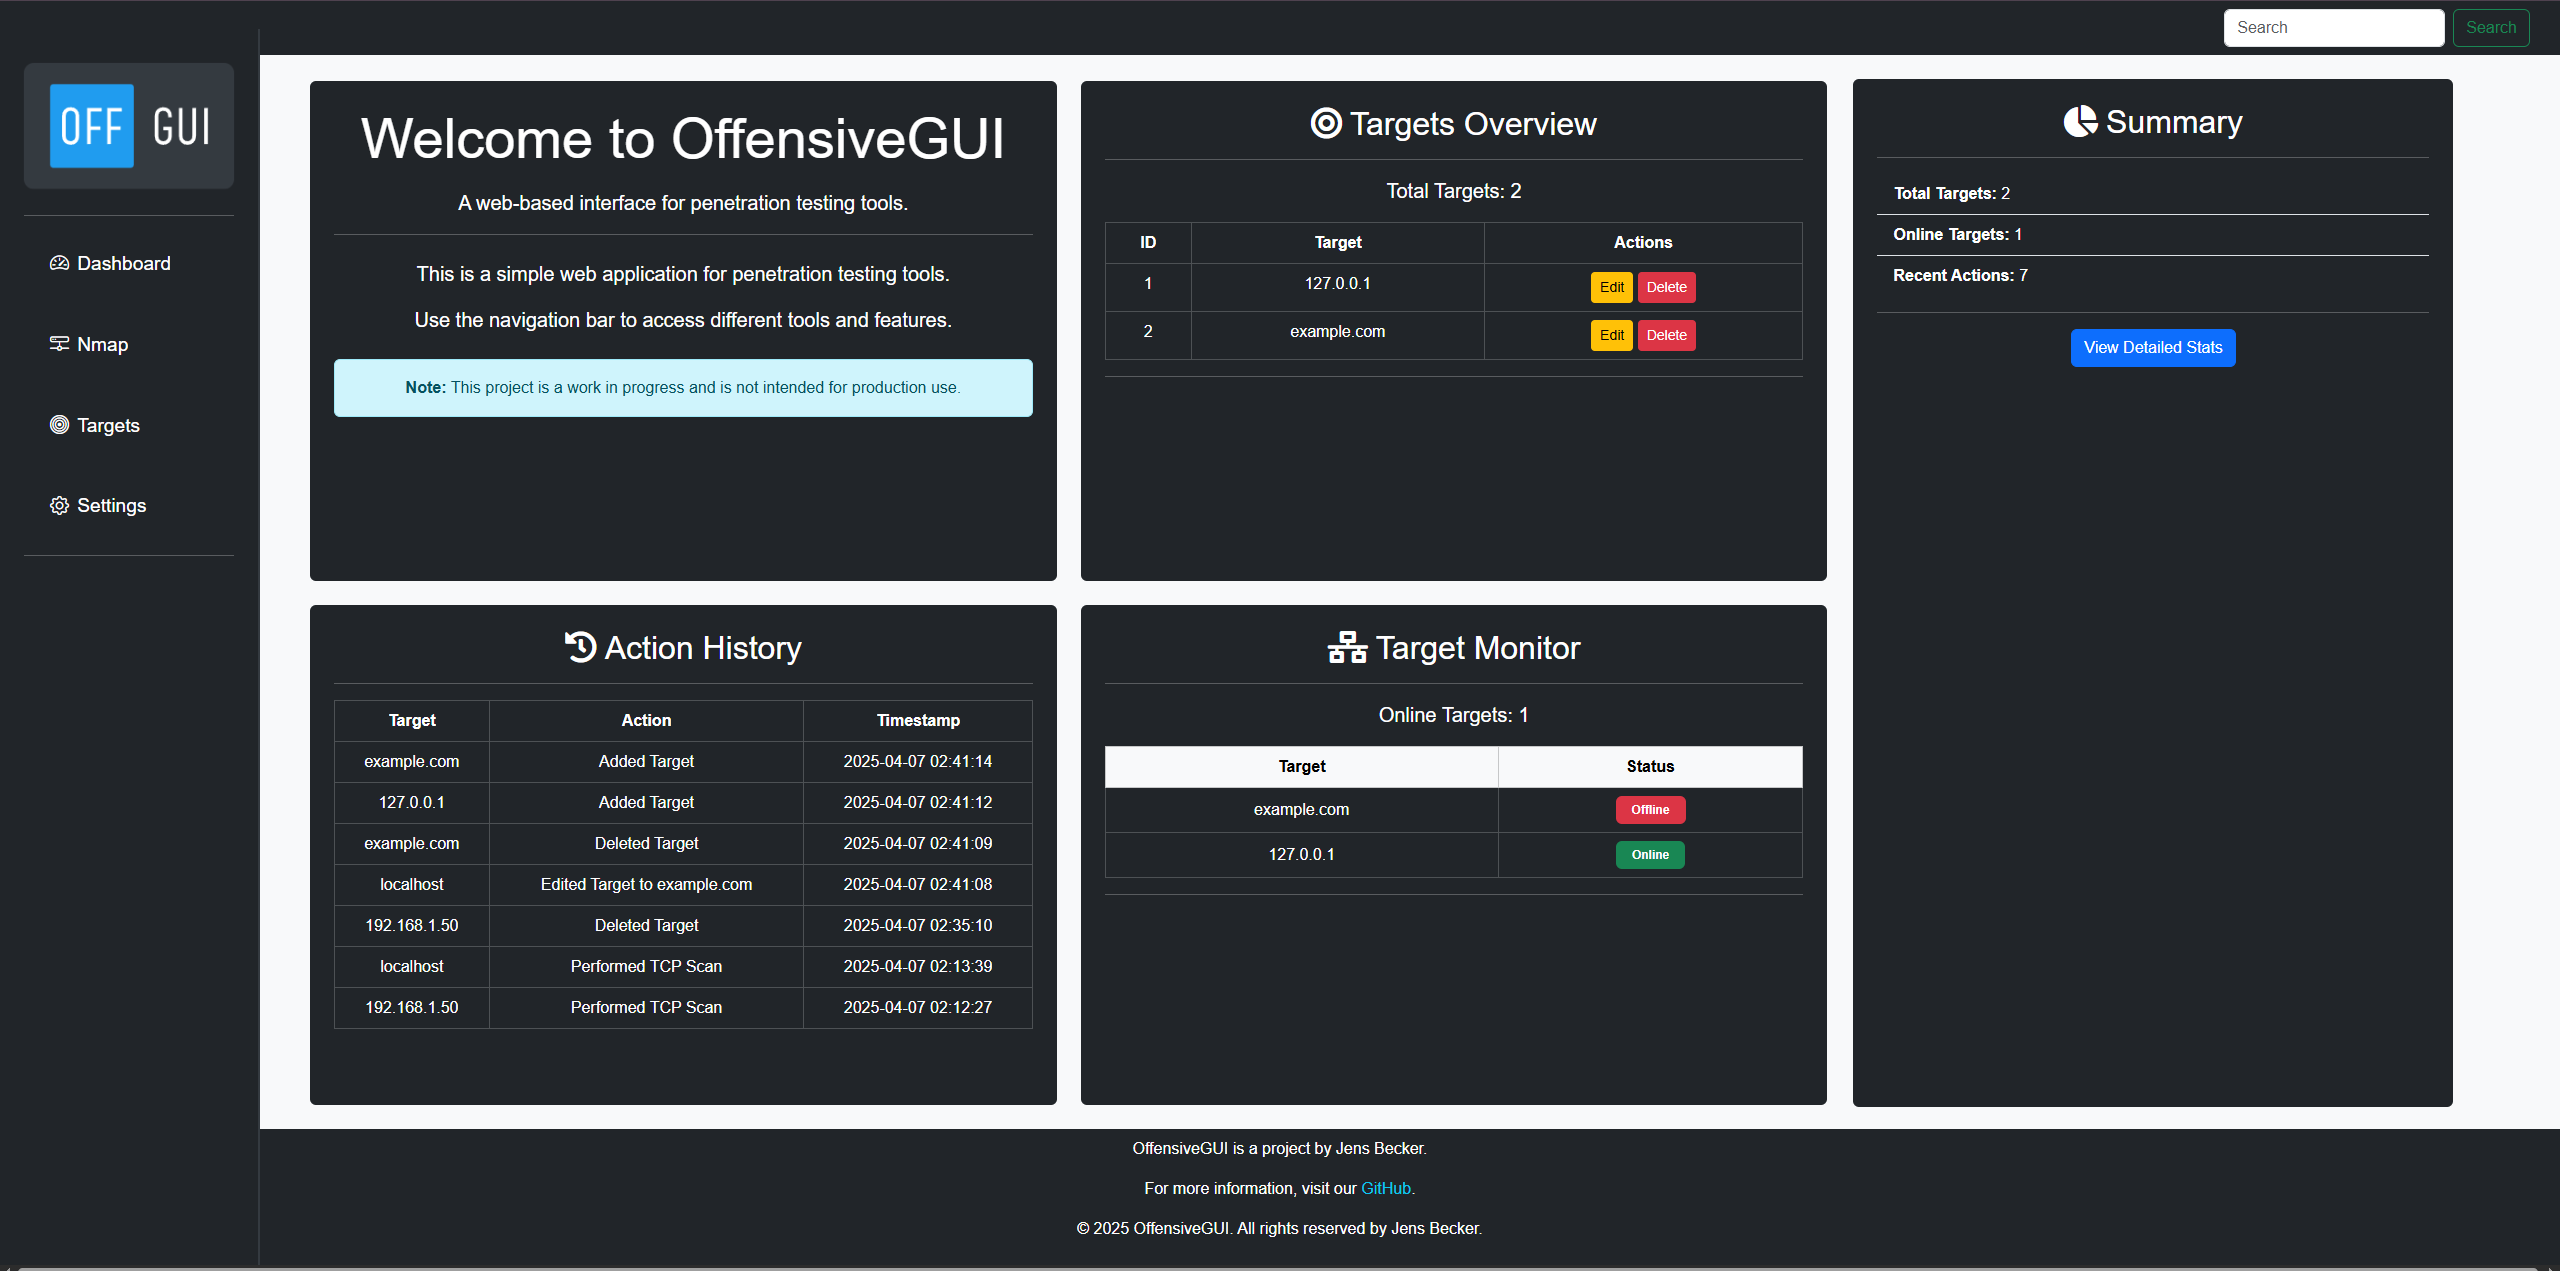 Search
Search
OFF GUI
Dashboard
Nmap
Targets
Settings
Welcome to OffensiveGUI
A web-based interface for penetration testing tools.
This is a simple web application for penetration testing tools.
Use the navigation bar to access different tools and features.
Note: This project is a work in progress and is not intended for production use.
Targets Overview
Total Targets: 2
ID Target Actions
1 127.0.0.1 Edit Delete
2 example.com Edit Delete
Summary
Total Targets: 2
Online Targets: 1
Recent Actions: 7
View Detailed Stats
Action History
Target Action Timestamp
example.com Added Target 2025-04-07 02:41:14
127.0.0.1 Added Target 2025-04-07 02:41:12
example.com Deleted Target 2025-04-07 02:41:09
localhost Edited Target to example.com 2025-04-07 02:41:08
192.168.1.50 Deleted Target 2025-04-07 02:35:10
localhost Performed TCP Scan 2025-04-07 02:13:39
192.168.1.50 Performed TCP Scan 2025-04-07 02:12:27
Target Monitor
Online Targets: 1
Target Status
example.com Offline
127.0.0.1 Online
OffensiveGUI is a project by Jens Becker.
For more information, visit our GitHub.
© 2025 OffensiveGUI. All rights reserved by Jens Becker.